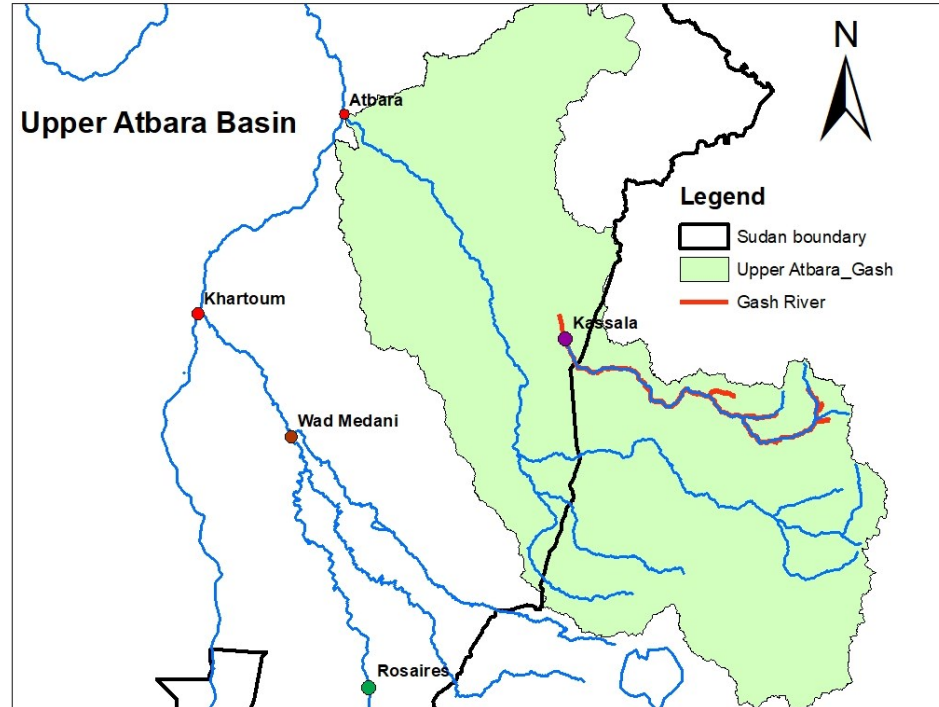 N
Atbara
Upper Atbara Basin
Legend
Sudan boundary
Upper Atbara_Gash
Gash River
Khartoum
Kassala
Wad Medani
Rosaires